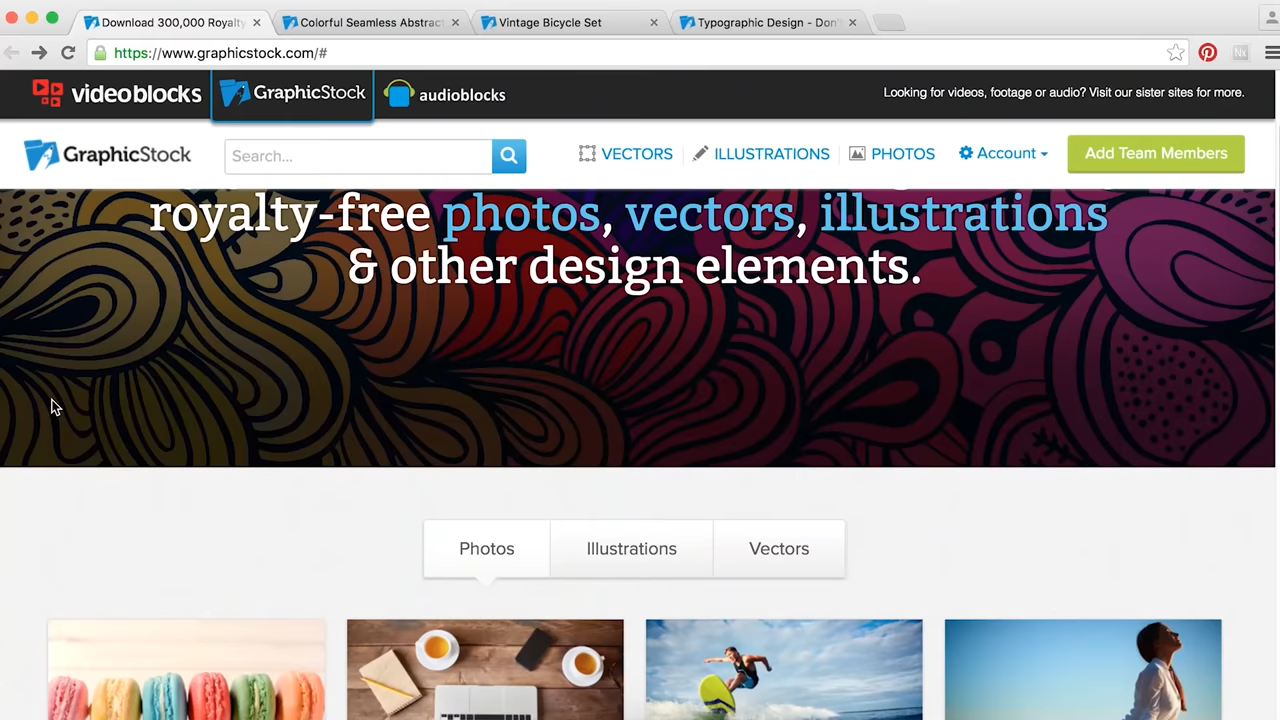 Download 300,000 Royalty
Colorful Seamless Abstract
Vintage Bicycle Set
Typographic Design - Don'
https://www.graphicstock.com/#
Nx
videoblocks
GraphicStock
audioblocks
Looking for videos, footage or audio? Visit our sister sites for more.
GraphicStock
Search...
VECTORS
ILLUSTRATIONS
PHOTOS
Account
Add Team Members
royalty-free photos, vectors, illustrations
& other design elements.
Photos
Illustrations
Vectors